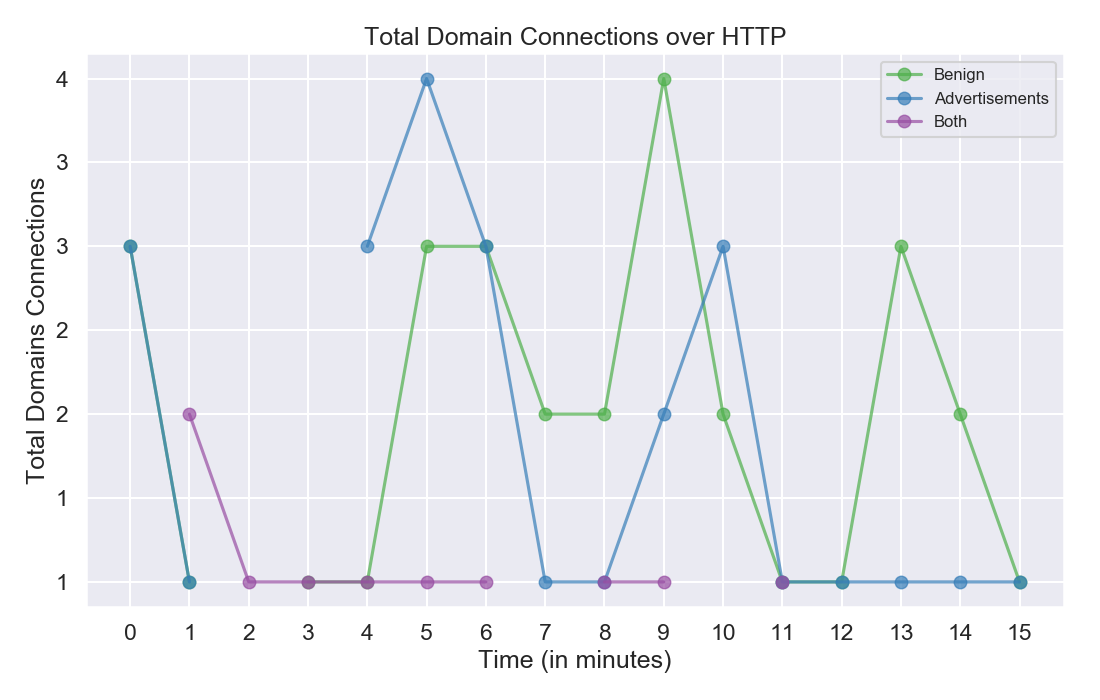 Total Domain Connections over HTTP
Benign
Advertisements
Both
Total Domains Connections
4
3
3
2
2
1
1
0 1 2 3 4 5 6 7 8 9 10 11 12 13 14 15
Time (in minutes)